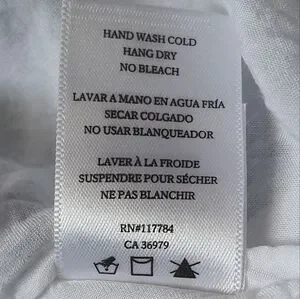 HAND WASH COLD
HANG DRY
NO BLEACH
LAVAR A MANO EN AGUA FRÍA
SECAR COLGADO
NO USAR BLANQUEADOR
LAVER À LA FROIDE
SUSPENDRE POUR SÉCHER
NE PAS BLANCHIR
RN#117784
CA 36979